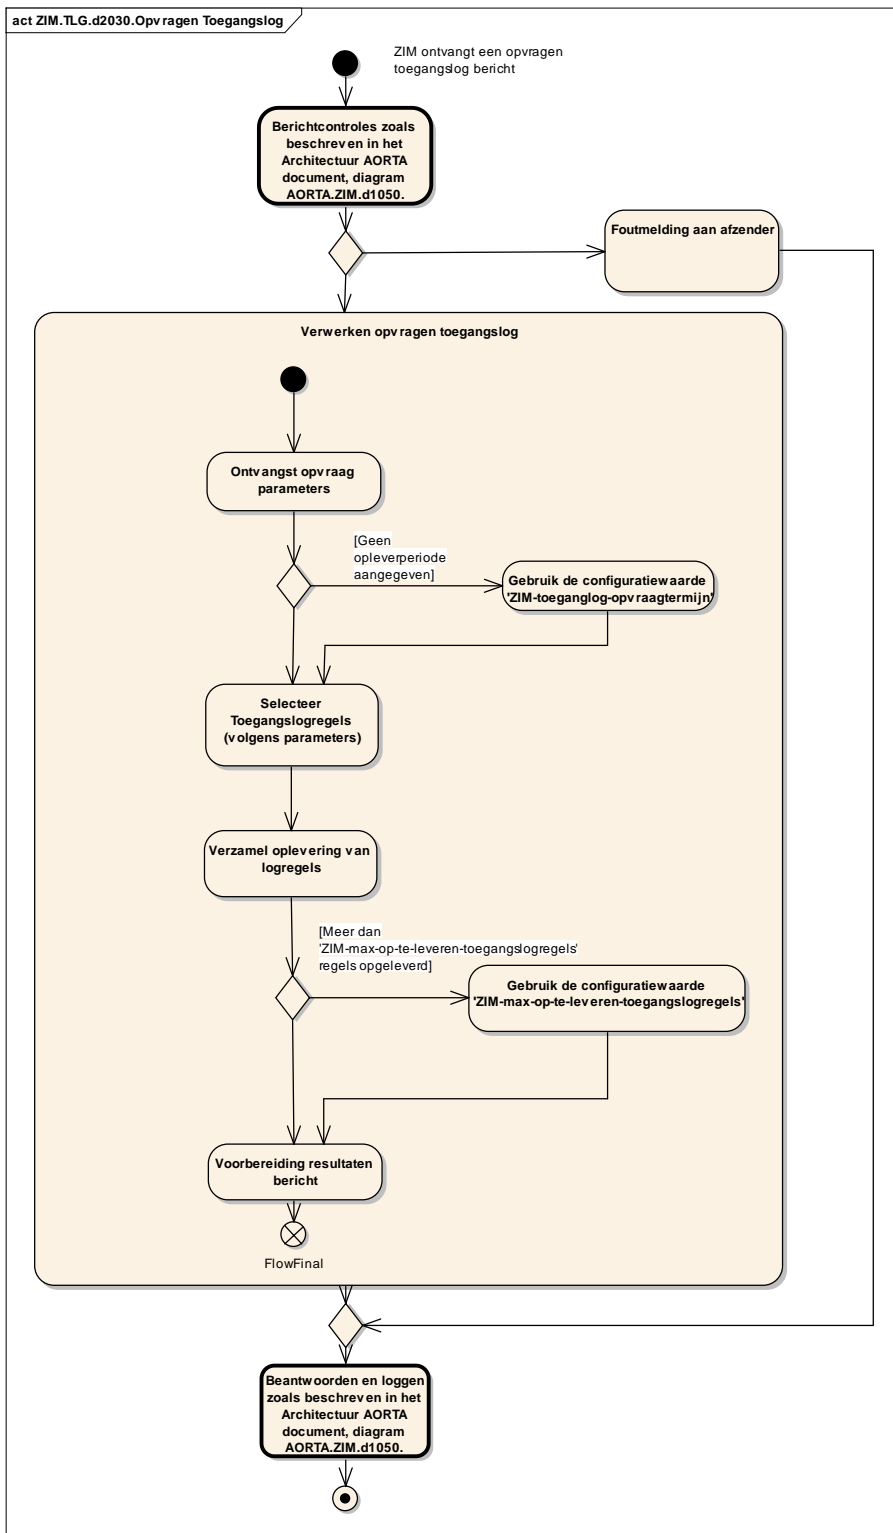 act ZIM.TLG.d2030.Opvragen Toegangslog
ZIM ontvangt een opvragen
toegangslog bericht
Berichtcontroles zoals
beschreven in het
Architectuur AORTA
document, diagram
AORTA.ZIM.d1050.
Foutmelding aan afzender
Verwerken opvragen toegangslog
Ontvangst opvraag
parameters
[Geen
opleverperiode
aangegeven]
Gebruik de configuratiewaarde
'ZIM-toeganglog-opvraagtermijn'
Selecteer
Toegangslogregels
(volgens parameters)
Verzamel oplevering van
logregels
[Meer dan
'ZIM-max-op-te-leveren-toegangslogregels'
regels opgeleverd]
Gebruik de configuratiewaarde
'ZIM-max-op-te-leveren-toegangslogregels'
Voorbereiding resultaten
bericht
FlowFinal
Beantwoorden en loggen
zoals beschreven in het
Architectuur AORTA
document, diagram
AORTA.ZIM.d1050.